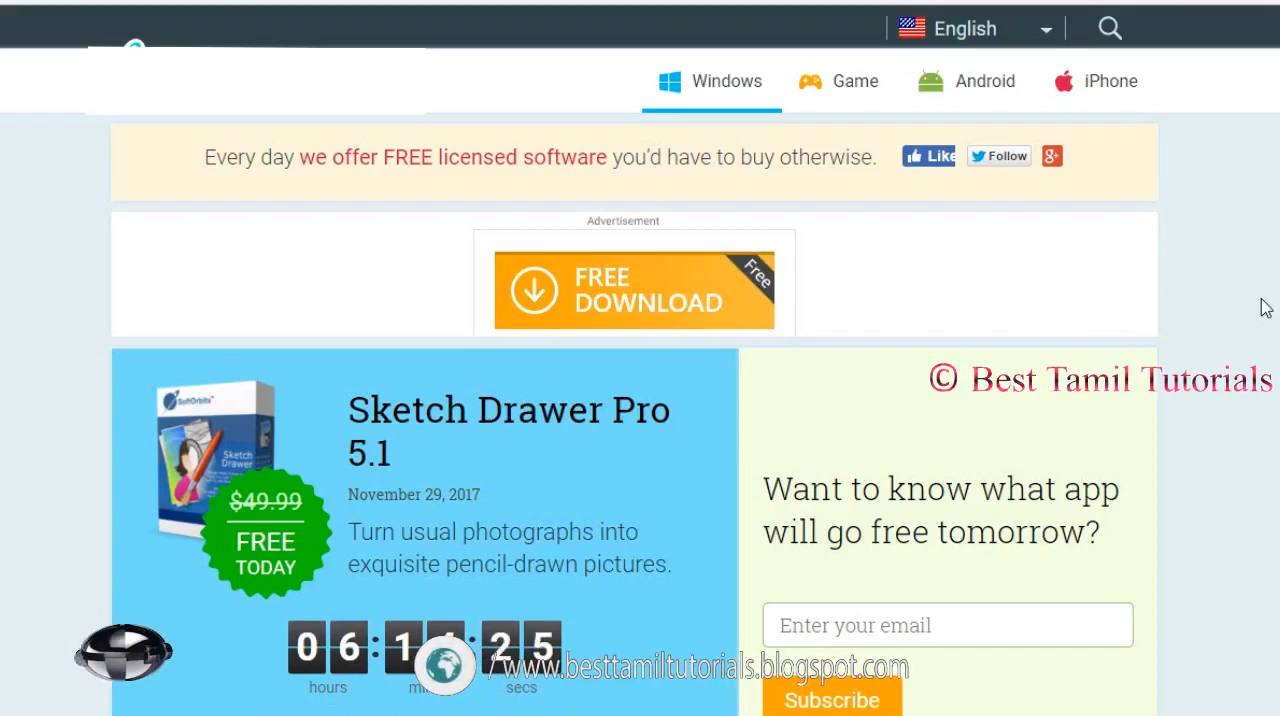 English
Windows
Game
Android
iPhone
Every day we offer FREE licensed software you'd have to buy otherwise.
Like
Follow
g+
Advertisement
FREE
DOWNLOAD
Free
© Best Tamil Tutorials
SoftOrbits
Sketch
Drawer
$49.99
FREE
TODAY
Sketch Drawer Pro
5.1
November 29, 2017
Turn usual photographs into
exquisite pencil-drawn pictures.
Want to know what app
will go free tomorrow?
Enter your email
Subscribe
06 : 1 : 25
hours
secs
/www.besttamiltutorials.blogspot.com